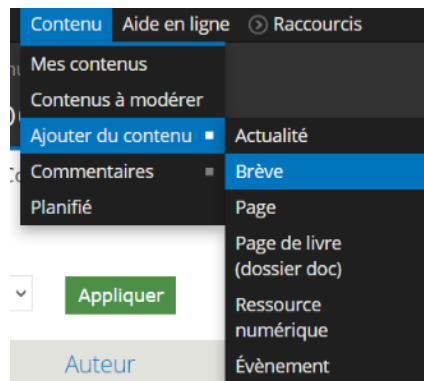 Contenu Aide en ligne Raccourcis
Mes contenus
Contenus à modérer
Ajouter du contenu
Commentaires
Planifié
Actualité
Brève
Page
Page de livre
(dossier doc)
Ressource
numérique
Évènement
Appliquer
Auteur